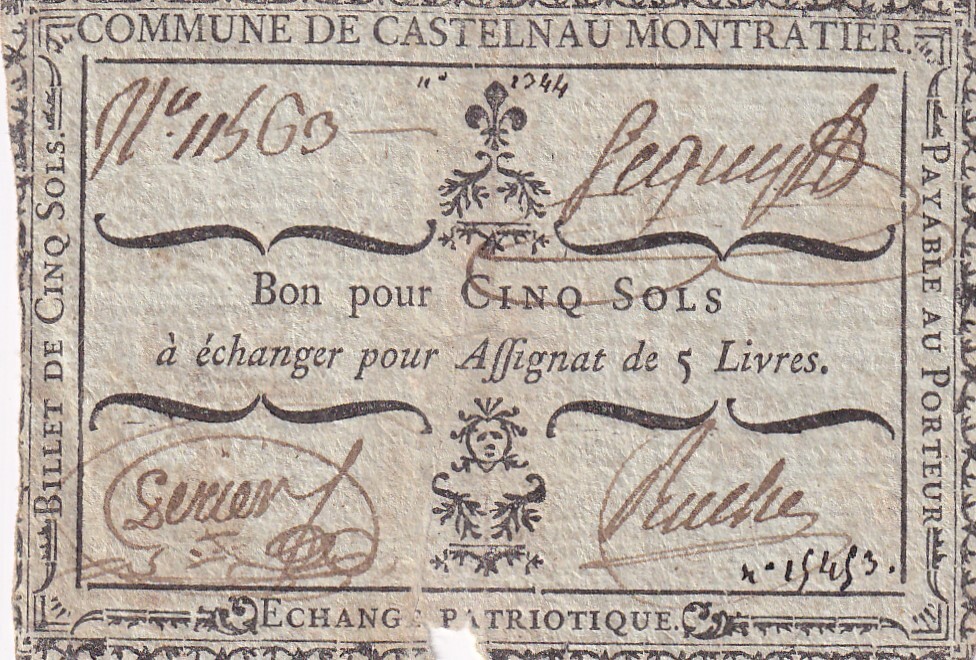 COMMUNE DE CASTELNAU MONTRATIER.
n° 1344
N.º 11563
BILLET DE CINQ SOLS.
PAYABLE AU PORTEUR
Bon pour CINQ SOLS
à échanger pour Aſſignat de 5 Livres.
n° 15453.
ECHANG PATRIOTIQUE.